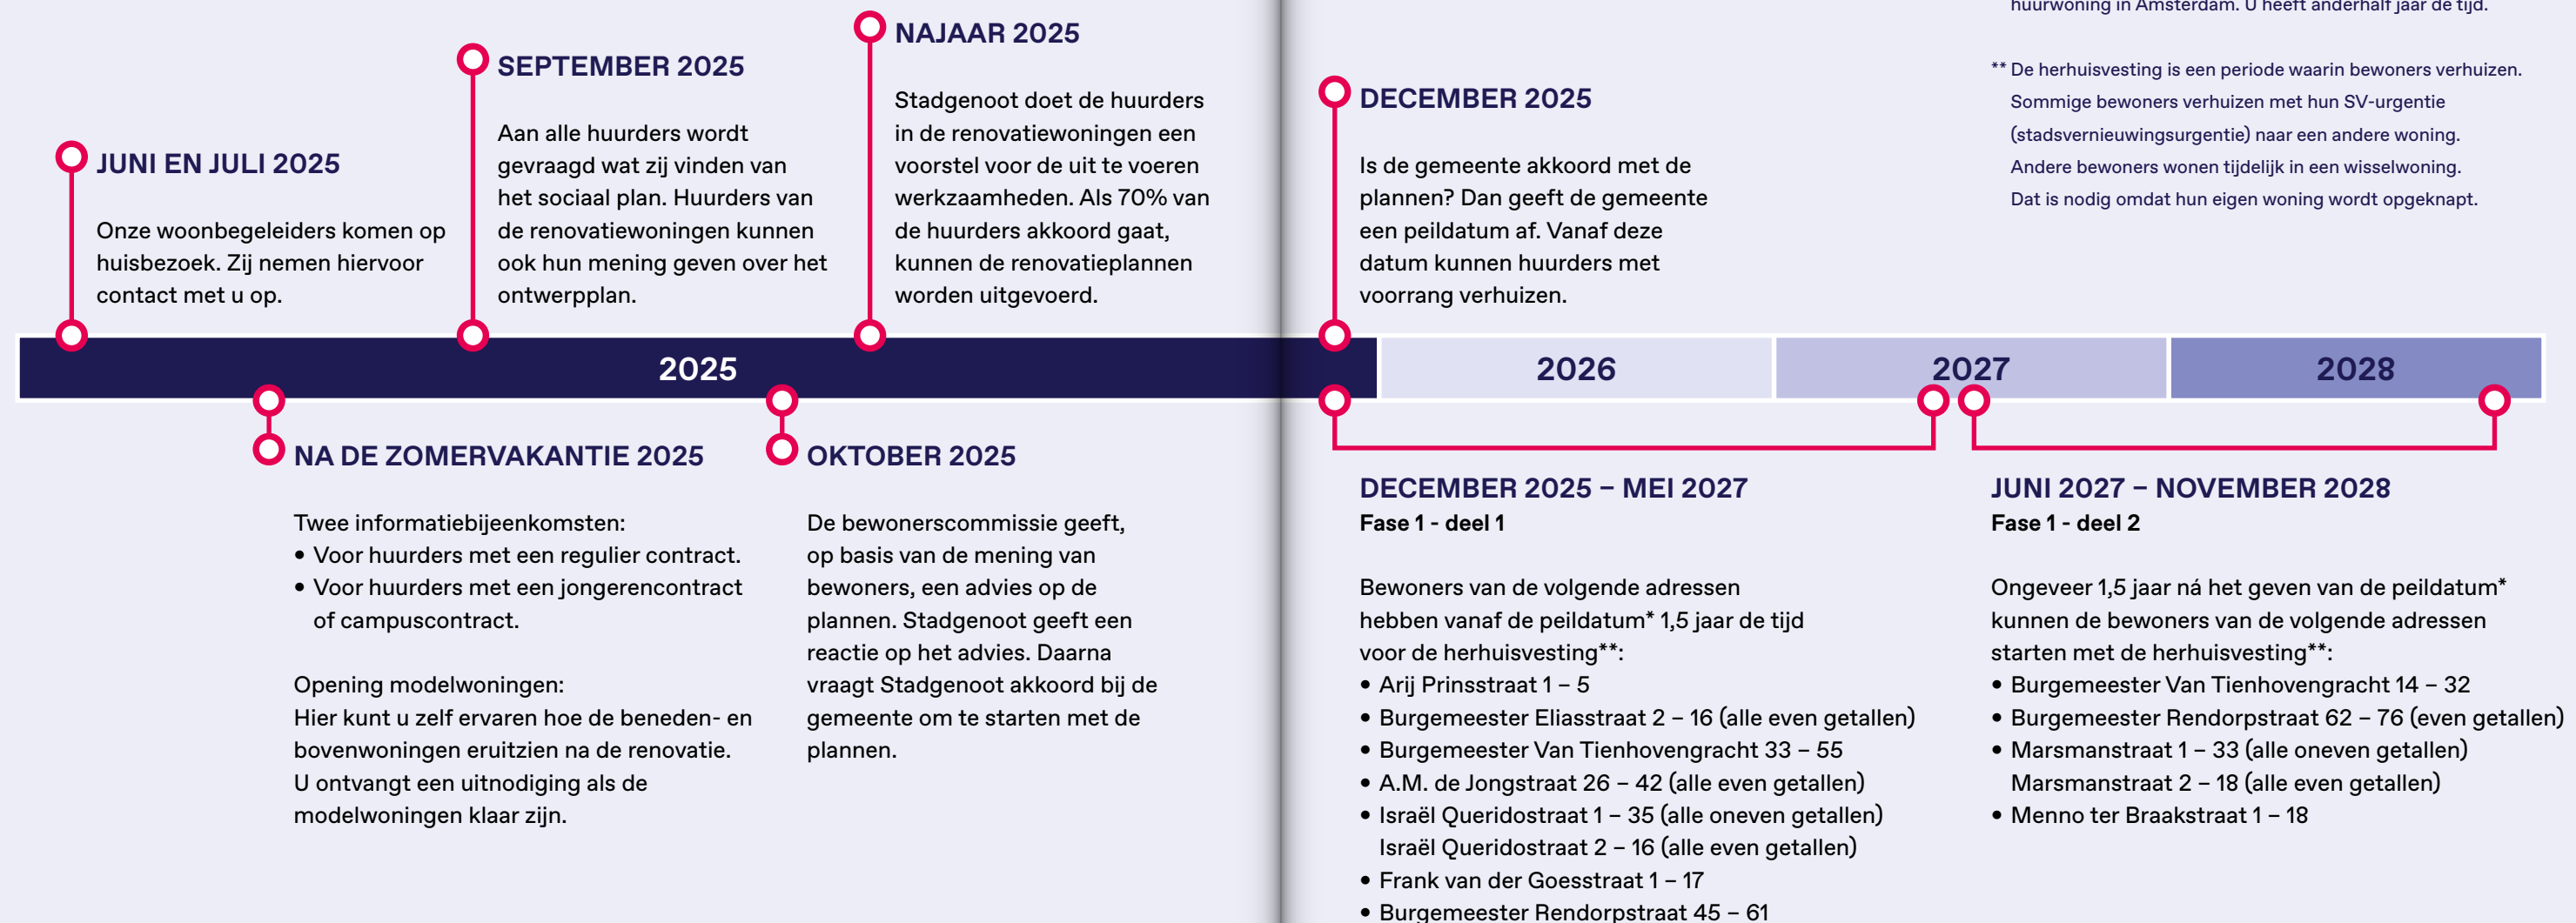 huurwoning in Amsterdam. U heeft anderhalf jaar de tijd.
** De herhuisvesting is een periode waarin bewoners verhuizen.
Sommige bewoners verhuizen met hun SV-urgentie
(stadsvernieuwingsurgentie) naar een andere woning.
Andere bewoners wonen tijdelijk in een wisselwoning.
Dat is nodig omdat hun eigen woning wordt opgeknapt.
JUNI EN JULI 2025
Onze woonbegeleiders komen op
huisbezoek. Zij nemen hiervoor
contact met u op.
SEPTEMBER 2025
Aan alle huurders wordt
gevraagd wat zij vinden van
het sociaal plan. Huurders van
de renovatiewoningen kunnen
ook hun mening geven over het
ontwerpplan.
NAJAAR 2025
Stadgenoot doet de huurders
in de renovatiewoningen een
voorstel voor de uit te voeren
werkzaamheden. Als 70% van
de huurders akkoord gaat,
kunnen de renovatieplannen
worden uitgevoerd.
DECEMBER 2025
Is de gemeente akkoord met de
plannen? Dan geeft de gemeente
een peildatum af. Vanaf deze
datum kunnen huurders met
voorrang verhuizen.
2025
2026
2027
2028
NA DE ZOMERVAKANTIE 2025
Twee informatiebijeenkomsten:
• Voor huurders met een regulier contract.
• Voor huurders met een jongerencontract
of campuscontract.
Opening modelwoningen:
Hier kunt u zelf ervaren hoe de beneden- en
bovenwoningen eruitzien na de renovatie.
U ontvangt een uitnodiging als de
modelwoningen klaar zijn.
OKTOBER 2025
De bewonerscommissie geeft,
op basis van de mening van
bewoners, een advies op de
plannen. Stadgenoot geeft een
reactie op het advies. Daarna
vraagt Stadgenoot akkoord bij de
gemeente om te starten met de
plannen.
DECEMBER 2025 – MEI 2027
Fase 1 - deel 1
Bewoners van de volgende adressen
hebben vanaf de peildatum* 1,5 jaar de tijd
voor de herhuisvesting**:
• Arij Prinsstraat 1 – 5
• Burgemeester Eliasstraat 2 – 16 (alle even getallen)
• Burgemeester Van Tienhovengracht 33 – 55
• A.M. de Jongstraat 26 – 42 (alle even getallen)
• Israël Queridostraat 1 – 35 (alle oneven getallen)
Israël Queridostraat 2 – 16 (alle even getallen)
• Frank van der Goesstraat 1 – 17
• Burgemeester Rendorpstraat 45 – 61
JUNI 2027 – NOVEMBER 2028
Fase 1 - deel 2
Ongeveer 1,5 jaar ná het geven van de peildatum*
kunnen de bewoners van de volgende adressen
starten met de herhuisvesting**:
• Burgemeester Van Tienhovengracht 14 – 32
• Burgemeester Rendorpstraat 62 – 76 (even getallen)
• Marsmanstraat 1 – 33 (alle oneven getallen)
Marsmanstraat 2 – 18 (alle even getallen)
• Menno ter Braakstraat 1 – 18